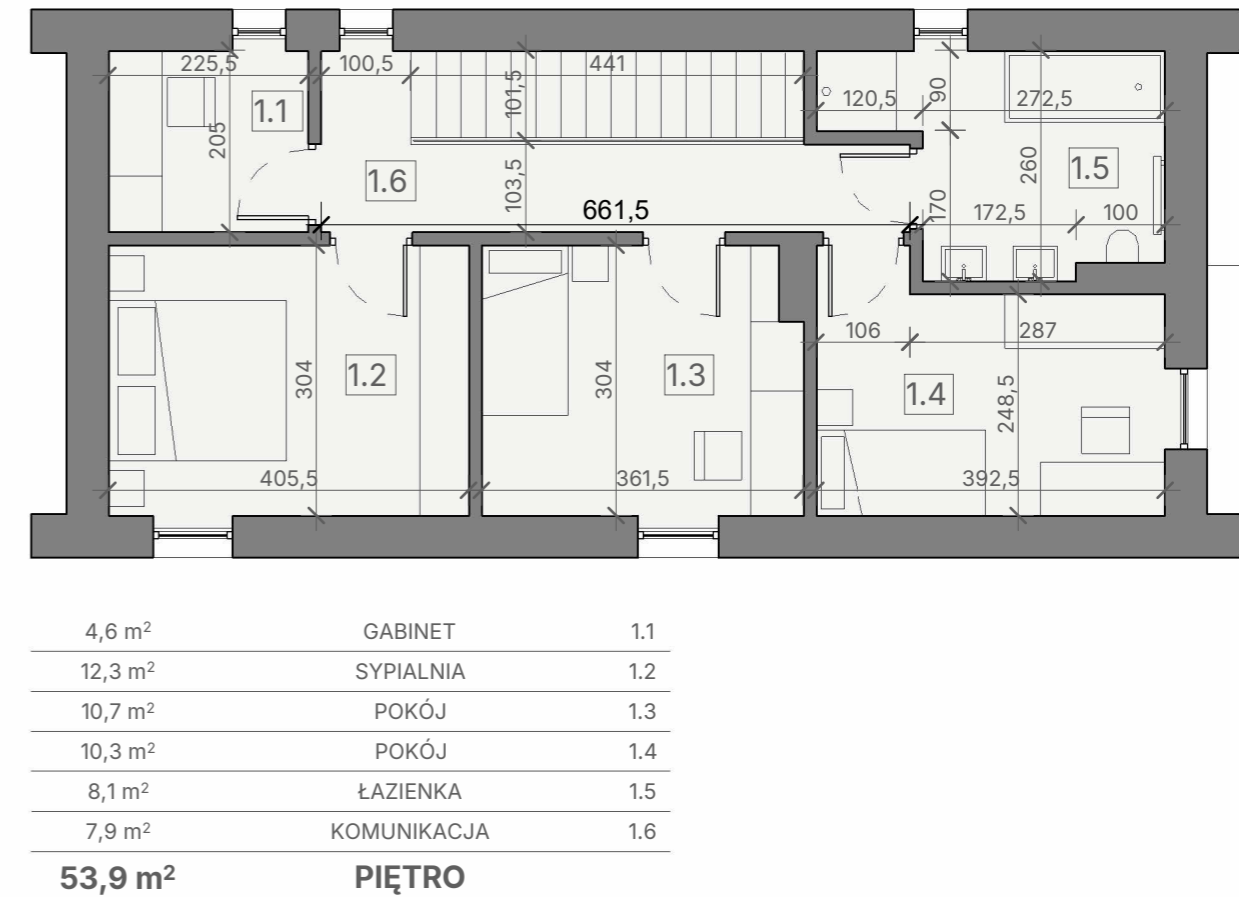 225,5 100,5 441
101,5
90
120,5 272,5
1.1
205
1.6
103,5
260
1.5
661,5
170
172,5 100
106 287
304
1.2
304
1.3
1.4
248,5
405,5 361,5 392,5
4,6 m² GABINET 1.1
12,3 m² SYPIALNIA 1.2
10,7 m² POKÓJ 1.3
10,3 m² POKÓJ 1.4
8,1 m² ŁAZIENKA 1.5
7,9 m² KOMUNIKACJA 1.6
53,9 m² PIĘTRO